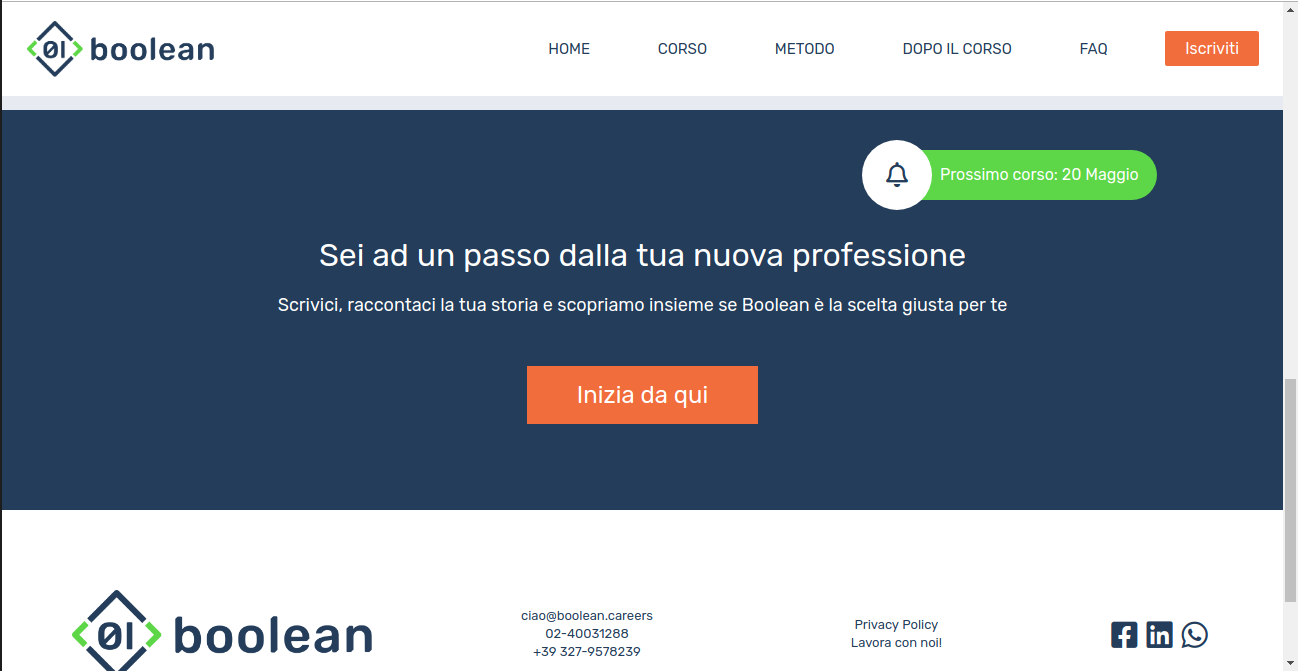 01 boolean
HOME CORSO METODO DOPO IL CORSO FAQ Iscriviti
Prossimo corso: 20 Maggio
Sei ad un passo dalla tua nuova professione
Scrivici, raccontaci la tua storia e scopriamo insieme se Boolean è la scelta giusta per te
Inizia da qui
01 boolean
ciao@boolean.careers
02-40031288
+39 327-9578239
Privacy Policy
Lavora con noi!